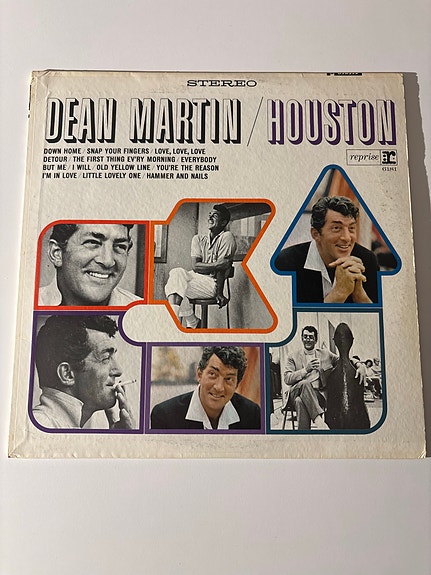 STEREO
DEAN MARTIN / HOUSTON
DOWN HOME / SNAP YOUR FINGERS / LOVE, LOVE, LOVE
DETOUR / THE FIRST THING EV'RY MORNING / EVERYBODY
BUT ME / I WILL / OLD YELLOW LINE / YOU'RE THE REASON
I'M IN LOVE / LITTLE LOVELY ONE / HAMMER AND NAILS
reprise
6181